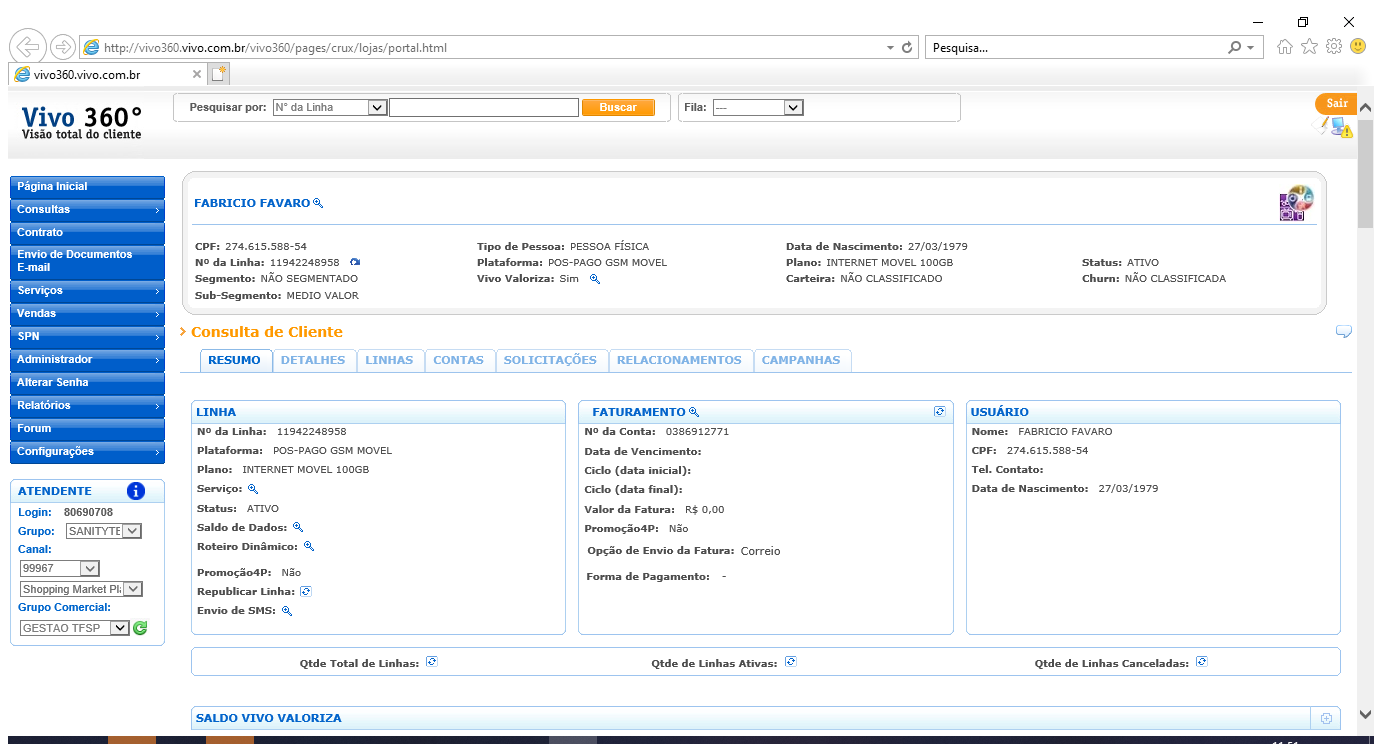 http://vivo360.vivo.com.br/vivo360/pages/crux/lojas/portal.html
Pesquisa...
vivo360.vivo.com.br
Vivo 360°
Visão total do cliente
Pesquisar por: N° da Linha Buscar
Fila: ---
Sair
Página Inicial
Consultas
Contrato
Envio de Documentos
E-mail
Serviços
Vendas
SPN
Administrador
Alterar Senha
Relatórios
Forum
Configurações
ATENDENTE
Login: 80690708
Grupo: SANITYTE
Canal:
99967
Shopping Market Pl
Grupo Comercial:
GESTAO TFSP
FABRICIO FAVARO
CPF: 274.615.588-54 Tipo de Pessoa: PESSOA FÍSICA Data de Nascimento: 27/03/1979
Nº da Linha: 11942248958 Plataforma: POS-PAGO GSM MOVEL Plano: INTERNET MOVEL 100GB Status: ATIVO
Segmento: NÃO SEGMENTADO Vivo Valoriza: Sim Carteira: NÃO CLASSIFICADO Churn: NÃO CLASSIFICADA
Sub-Segmento: MEDIO VALOR
Consulta de Cliente
RESUMO DETALHES LINHAS CONTAS SOLICITAÇÕES RELACIONAMENTOS CAMPANHAS
LINHA
Nº da Linha: 11942248958
Plataforma: POS-PAGO GSM MOVEL
Plano: INTERNET MOVEL 100GB
Serviço:
Status: ATIVO
Saldo de Dados:
Roteiro Dinâmico:
Promoção4P: Não
Republicar Linha:
Envio de SMS:
FATURAMENTO
Nº da Conta: 0386912771
Data de Vencimento:
Ciclo (data inicial):
Ciclo (data final):
Valor da Fatura: R$ 0,00
Promoção4P: Não
Opção de Envio da Fatura: Correio
Forma de Pagamento: -
USUÁRIO
Nome: FABRICIO FAVARO
CPF: 274.615.588-54
Tel. Contato:
Data de Nascimento: 27/03/1979
Qtde Total de Linhas: Qtde de Linhas Ativas: Qtde de Linhas Canceladas:
SALDO VIVO VALORIZA